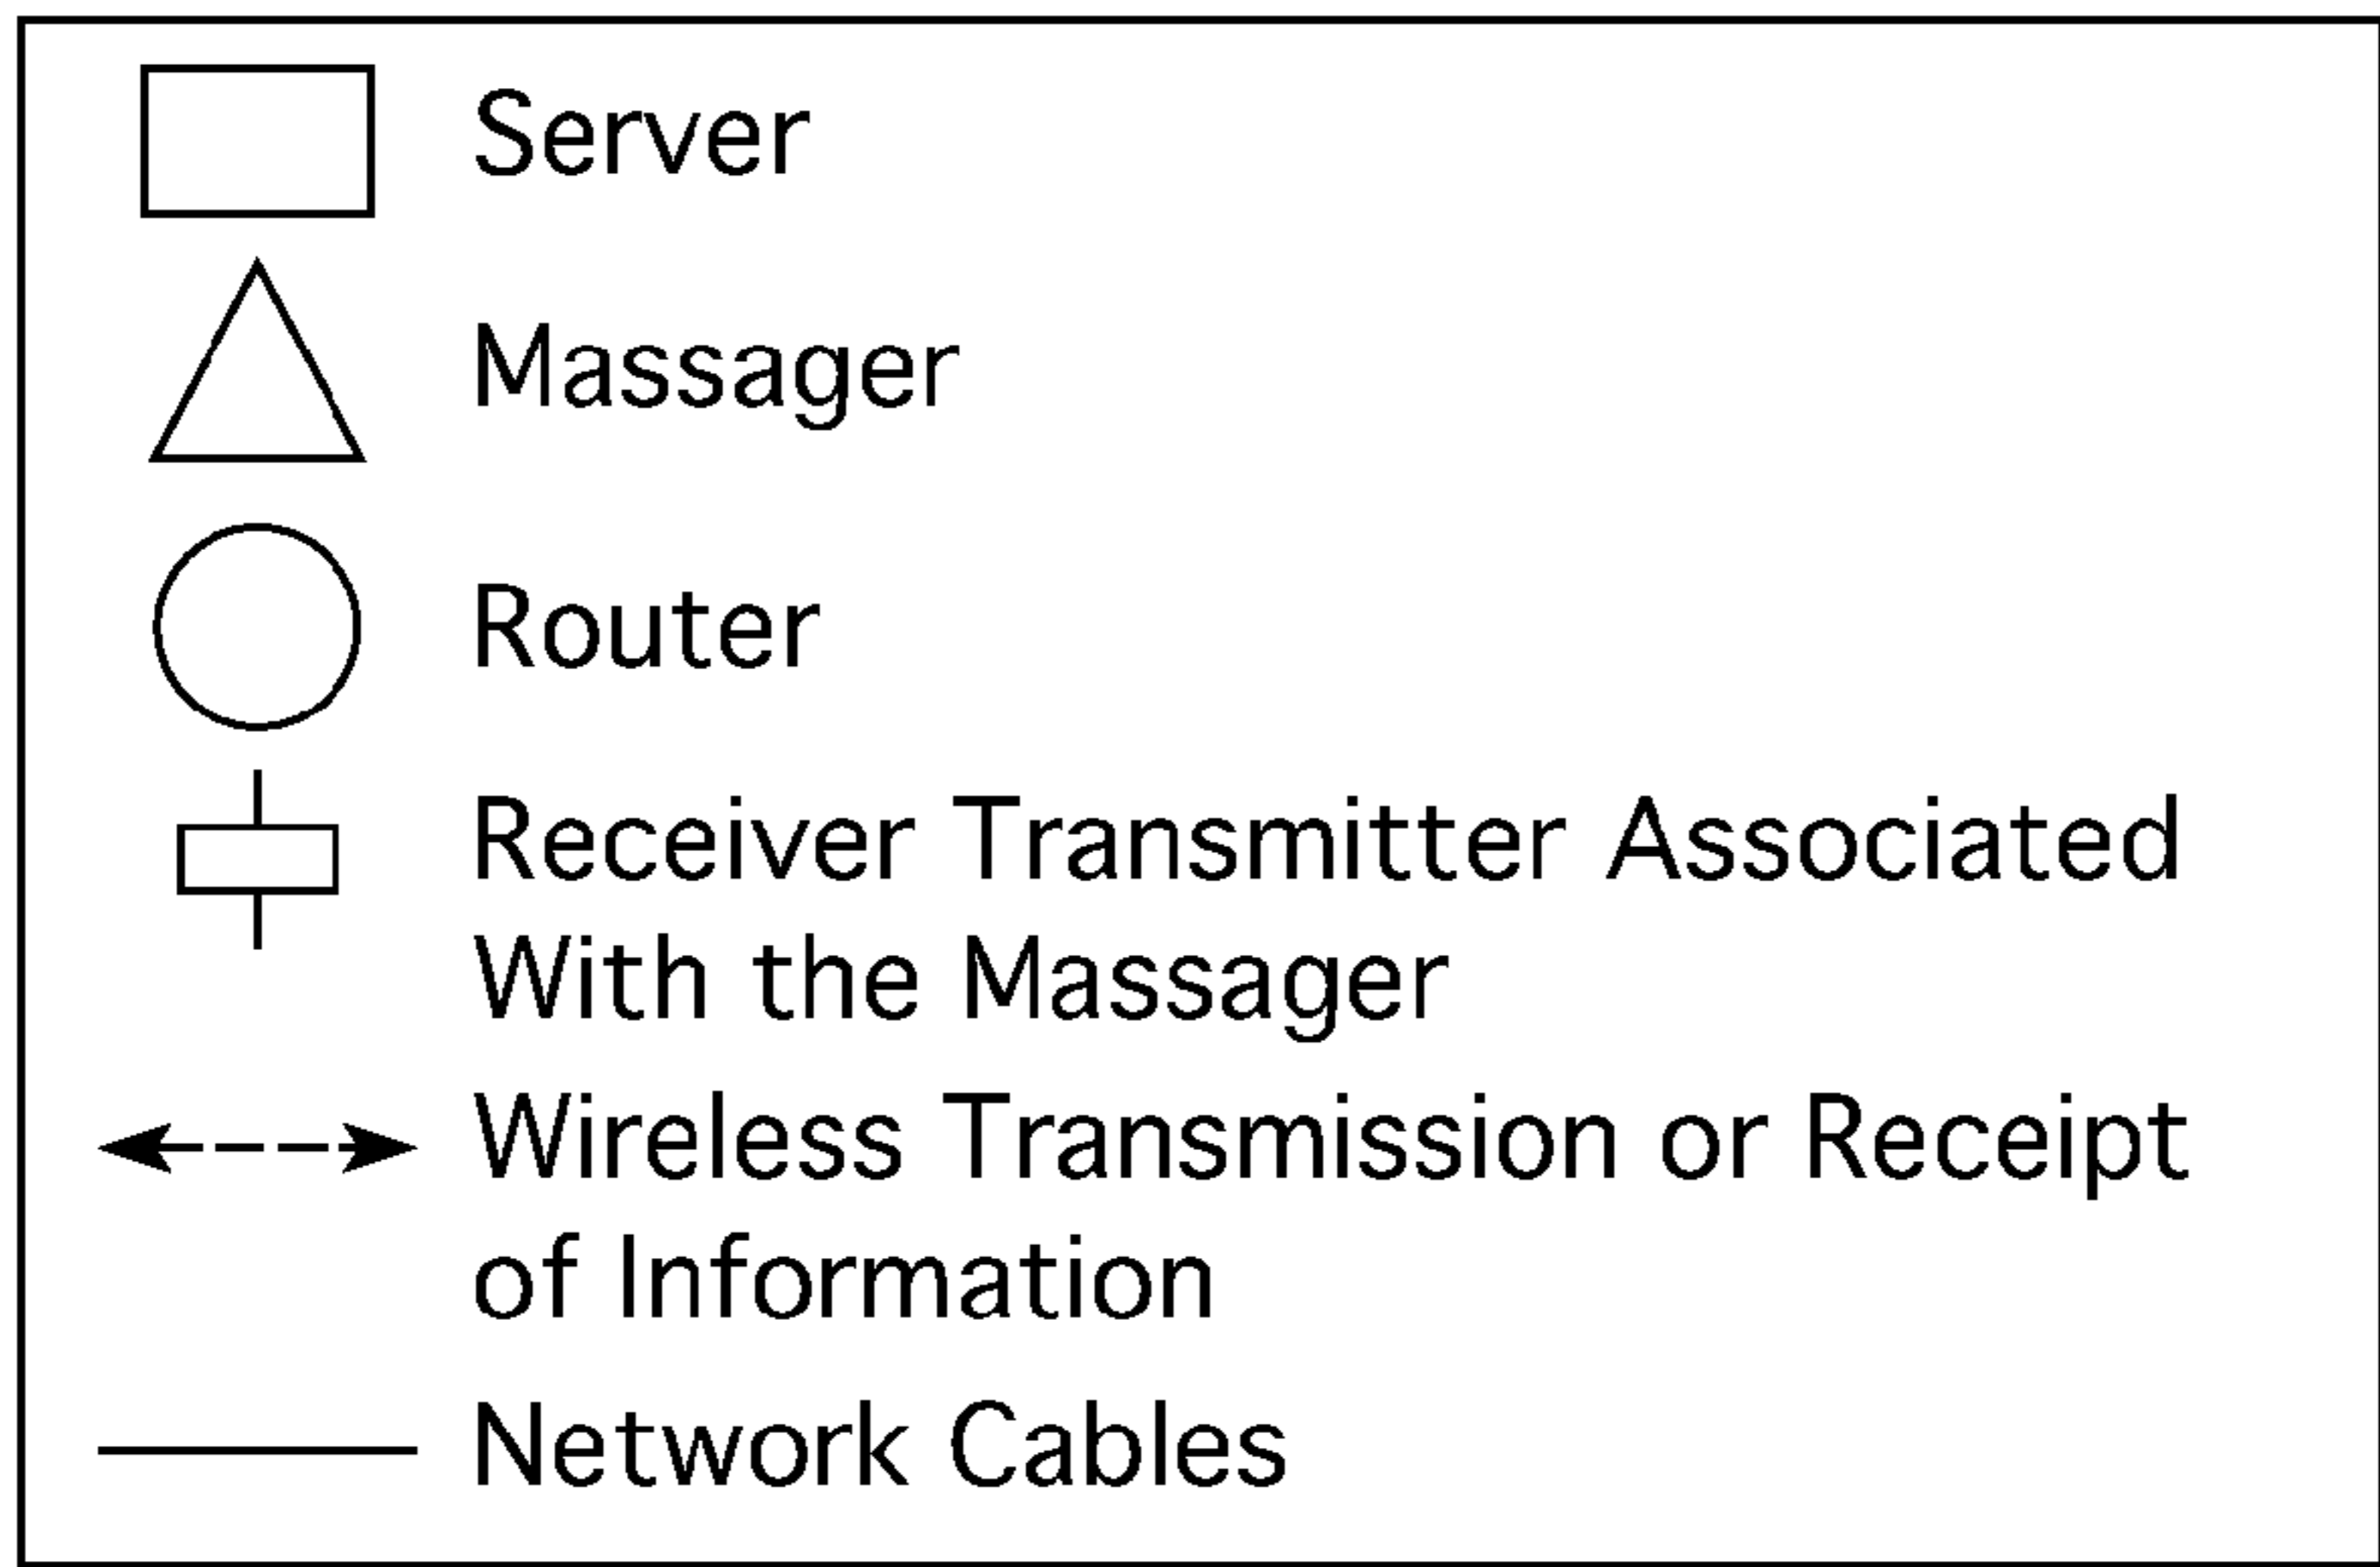 Server
Massager
Router
Receiver Transmitter Associated
With the Massager
Wireless Transmission or Receipt
of Information
Network Cables